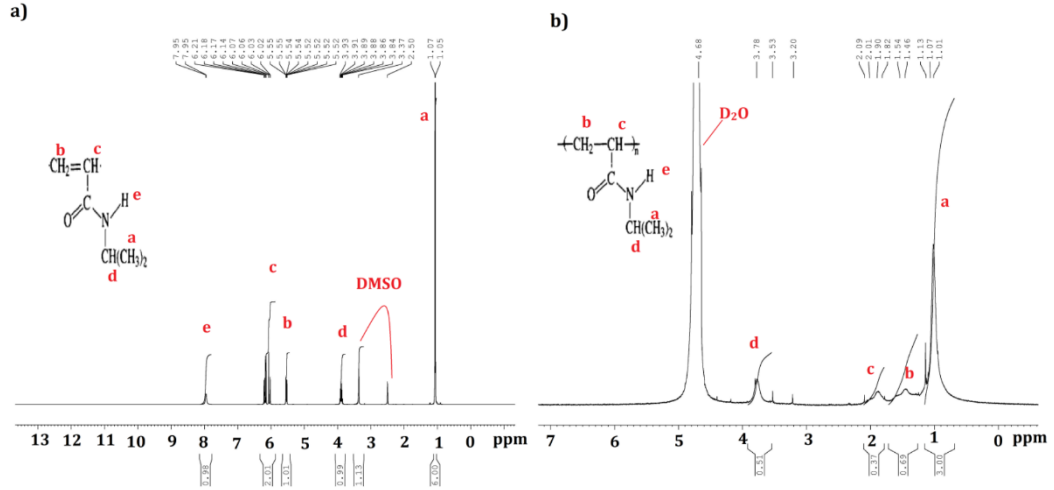 a)
7.95
7.95
6.21
6.18
6.17
6.14
6.07
6.06
6.03
6.02
5.55
5.55
5.54
5.54
5.52
5.52
5.52
3.93
3.91
3.89
3.88
3.86
3.84
3.37
2.50
1.07
1.05
a
b c
CH2=CH
C H e
O N
a
CH(CH3)2
d
e
c
b
d
DMSO
13 12 11 10 9 8 7 6 5 4 3 2 1 0 ppm
0.98
2.01
1.01
0.99
1.13
6.00
b)
4.68
3.78
3.53
3.20
2.09
2.01
1.90
1.82
1.54
1.46
1.13
1.07
1.01
D2O
b c
CH2-CH n
C H e
O N
a
CH(CH3)2
d
a
d
c
b
7 6 5 4 3 2 1 0 ppm
0.51
0.37
0.69
3.00